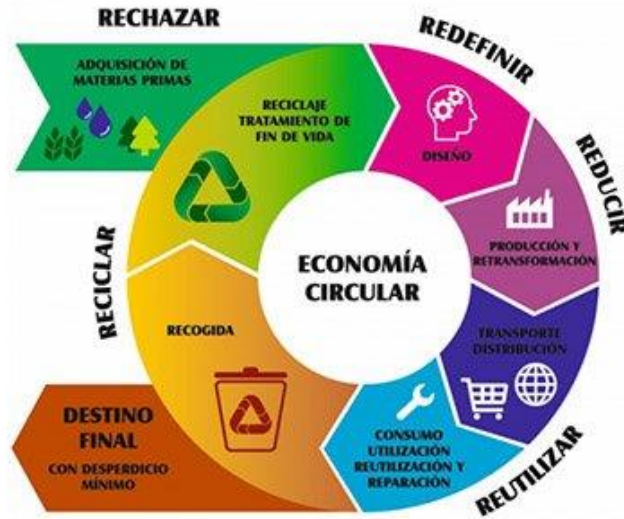 RECHAZAR
ADQUISICIÓN DE
MATERIAS PRIMAS
RECICLAJE
TRATAMIENTO DE
FIN DE VIDA
REDEFINIR
DISEÑO
REDUCIR
PRODUCCIÓN Y
RETRANSFORMACIÓN
ECONOMÍA
CIRCULAR
TRANSPORTE
DISTRIBUCIÓN
REUTILIZAR
CONSUMO
UTILIZACIÓN
REUTILIZACIÓN Y
REPARACIÓN
RECICLAR
RECOGIDA
DESTINO
FINAL
CON DESPERDICIO
MÍNIMO